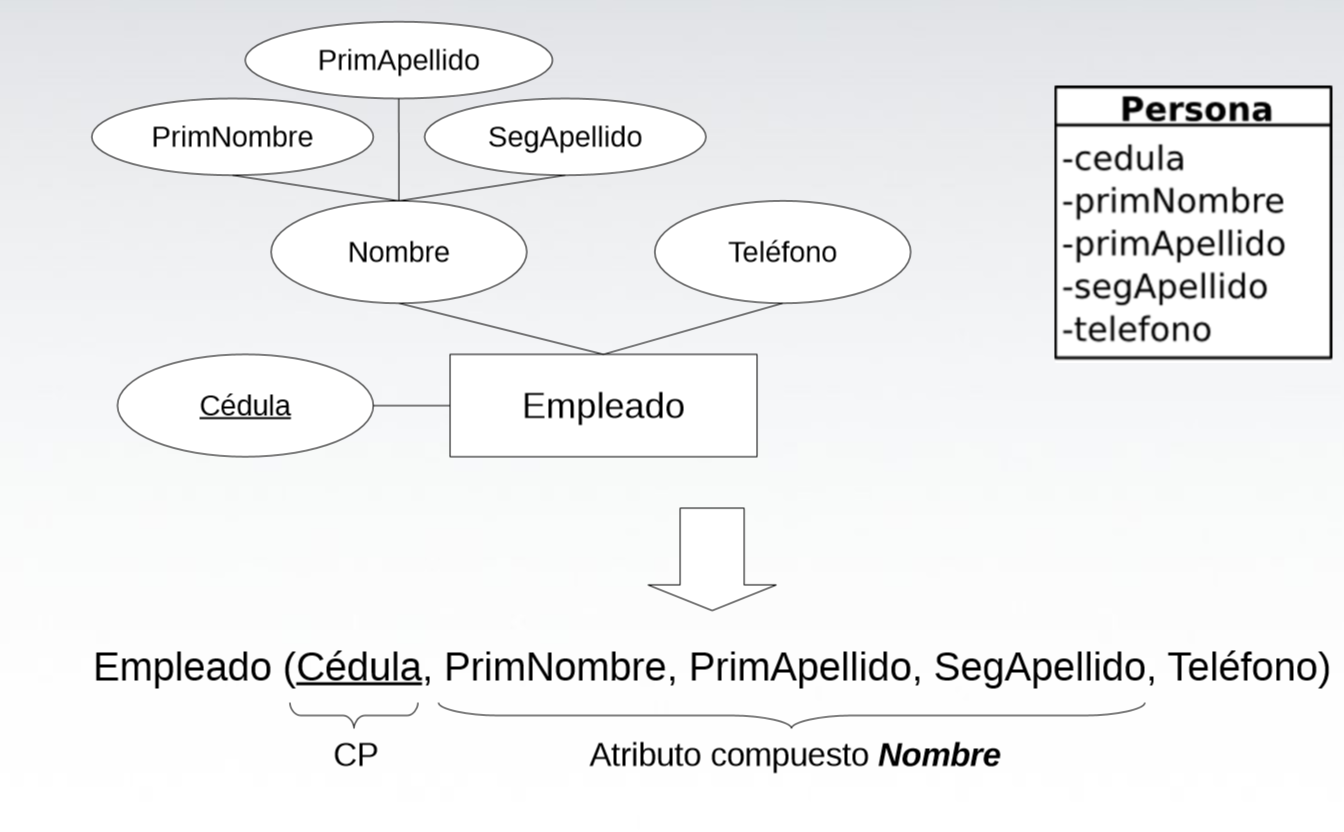 PrimApellido
PrimNombre
SegApellido
Nombre
Teléfono
Cédula
Empleado
Persona
-cedula
-primNombre
-primApellido
-segApellido
-telefono
Empleado (Cédula, PrimNombre, PrimApellido, SegApellido, Teléfono)
CP
Atributo compuesto Nombre